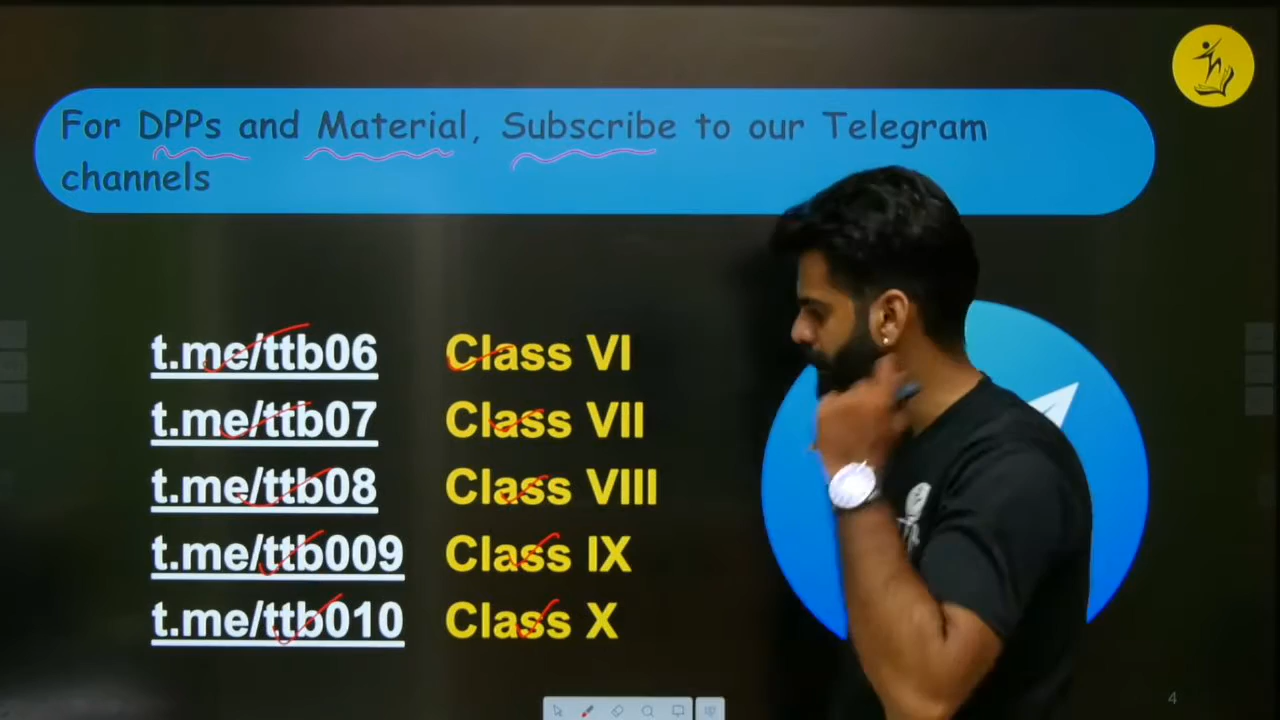 For DPPs and Material, Subscribe to our Telegram
channels
t.me/ttb06 Class VI
t.me/ttb07 Class VII
t.me/ttb08 Class VIII
t.me/ttb009 Class IX
t.me/ttb010 Class X
4